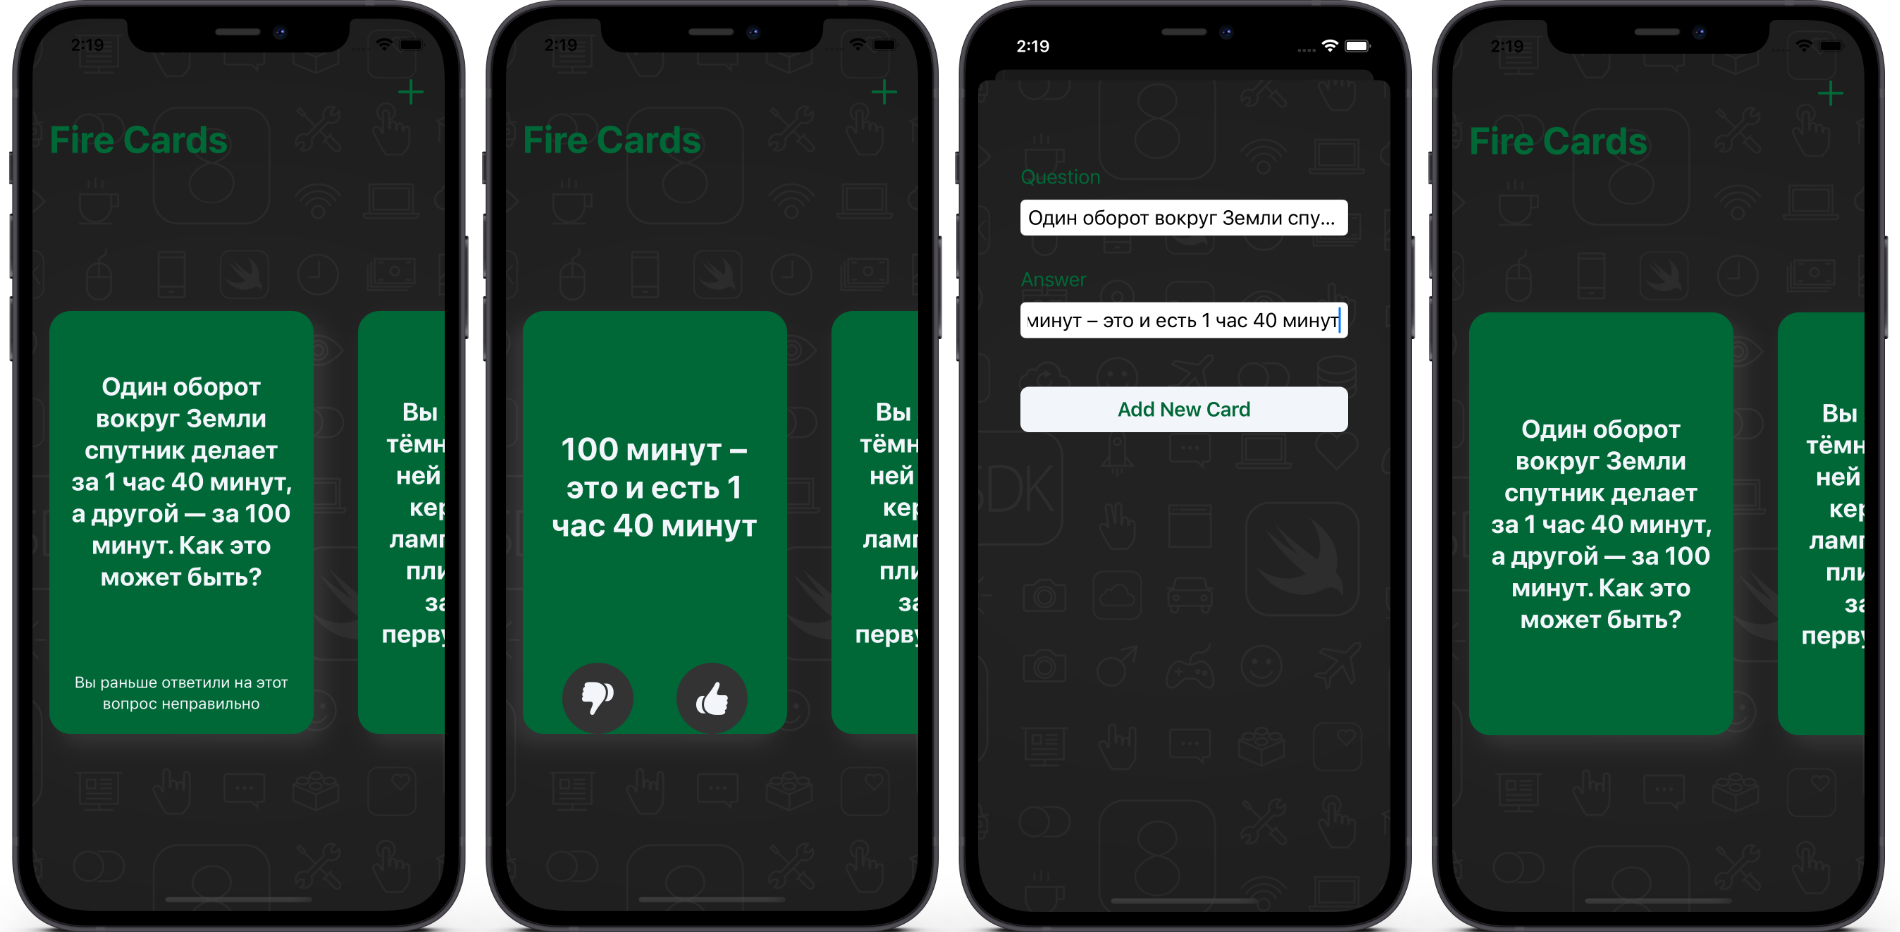 2:19
Fire Cards
Один оборот
вокруг Земли
спутник делает
за 1 час 40 минут,
а другой — за 100
минут. Как это
может быть?
Вы раньше ответили на этот
вопрос неправильно
Вы
тёмн
ней
кер
ламп
пли
за
перву
2:19
Fire Cards
100 минут –
это и есть 1
час 40 минут
Вы
тёмн
ней
кер
ламп
пли
за
перву
2:19
Question
Один оборот вокруг Земли спу...
Answer
минут – это и есть 1 час 40 минут
Add New Card
8
SDK
2:19
Fire Cards
Один оборот
вокруг Земли
спутник делает
за 1 час 40 минут,
а другой — за 100
минут. Как это
может быть?
Вы
тёмн
ней
кер
ламп
пли
за
перву